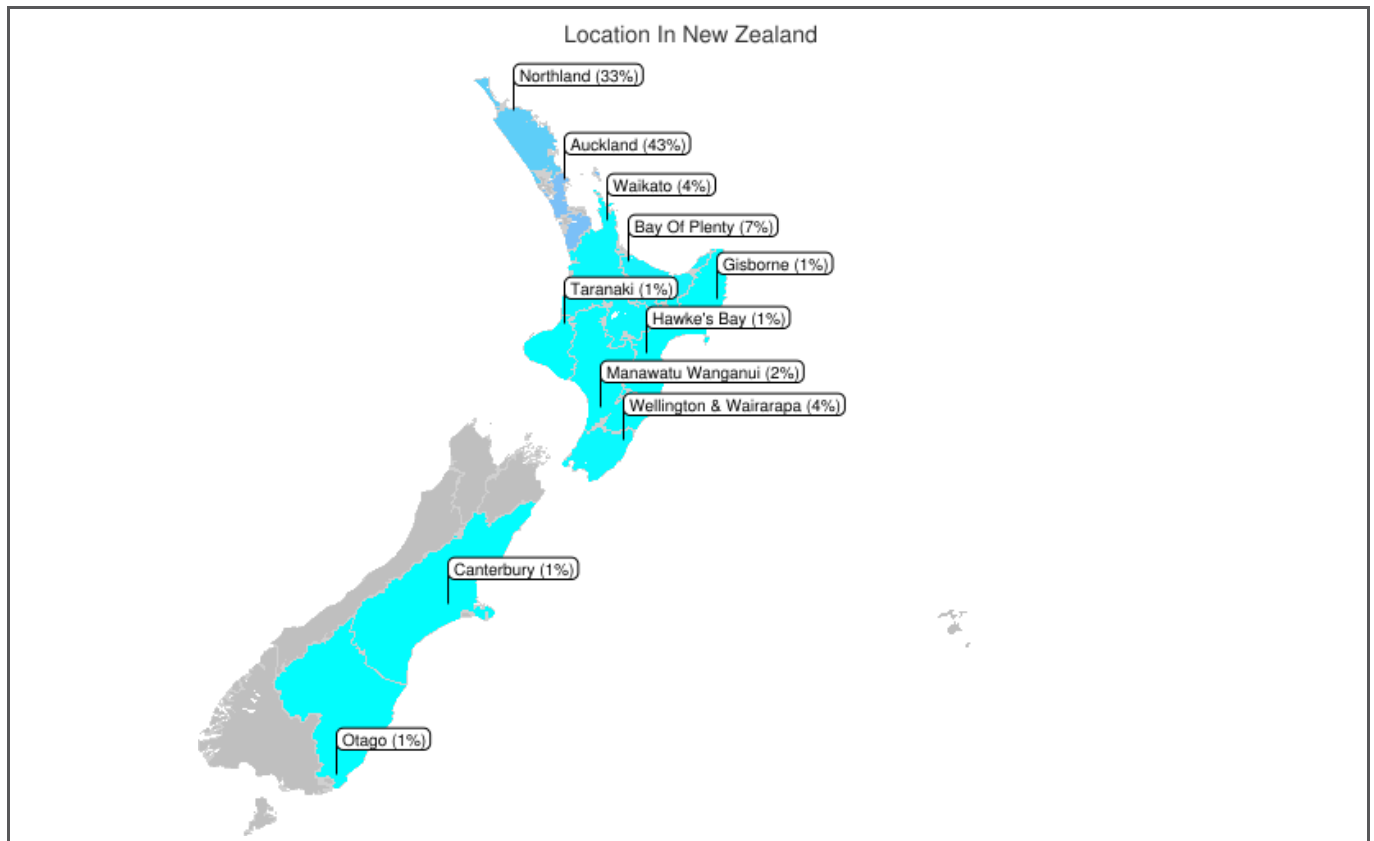 Location In New Zealand
Northland (33%)
Auckland (43%)
Waikato (4%)
Bay Of Plenty (7%)
Gisborne (1%)
Taranaki (1%)
Hawke's Bay (1%)
Manawatu Wanganui (2%)
Wellington & Wairarapa (4%)
Canterbury (1%)
Otago (1%)